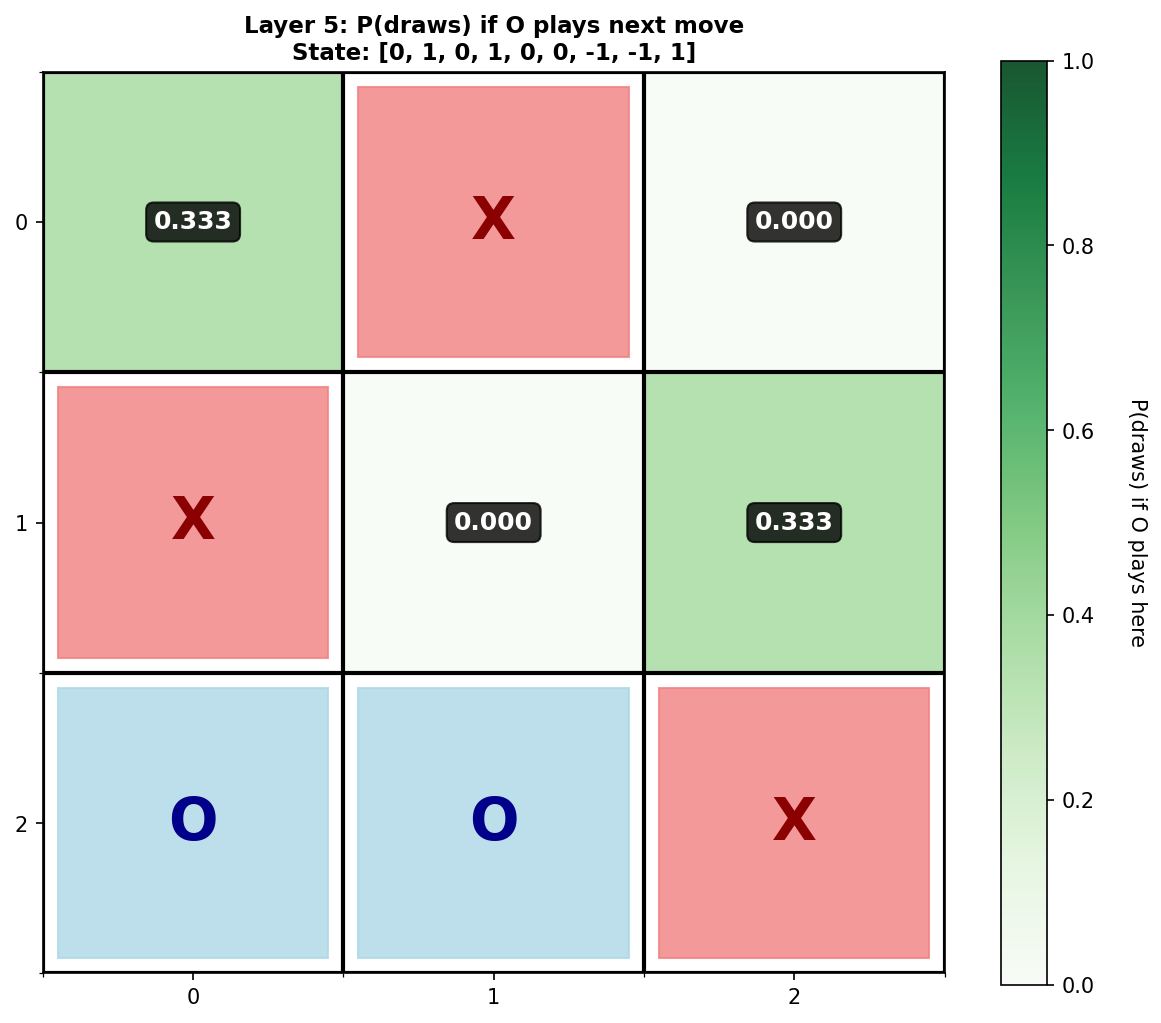 Layer 5: P(draws) if O plays next move
State: [0, 1, 0, 1, 0, 0, -1, -1, 1]
0.333 X 0.000
X 0.000 0.333
O O X
0
1
2
0 1 2
1.0
0.8
0.6
0.4
0.2
0.0
P(draws) if O plays here